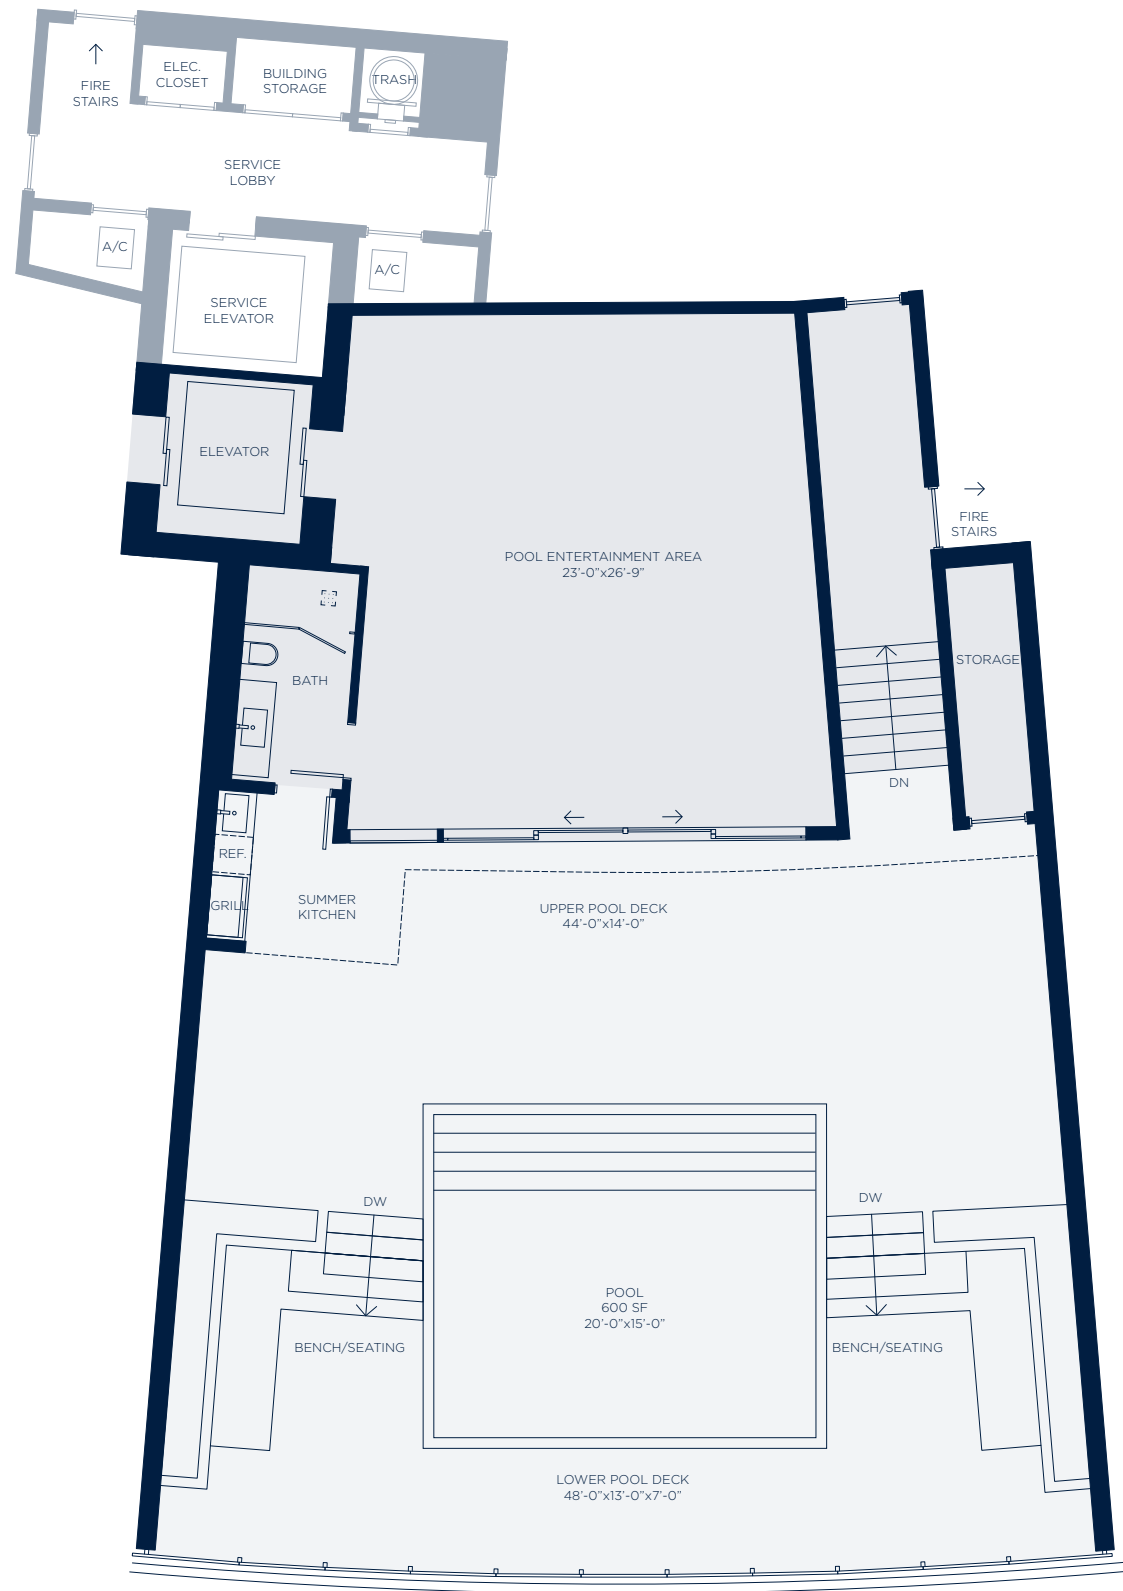 FIRE
STAIRS
ELEC.
CLOSET
BUILDING
STORAGE
TRASH
SERVICE
LOBBY
A/C
A/C
SERVICE
ELEVATOR
ELEVATOR
FIRE
STAIRS
POOL ENTERTAINMENT AREA
23'-0"x26'-9"
STORAGE
BATH
DN
REF.
GRILL
SUMMER
KITCHEN
UPPER POOL DECK
44'-0"x14'-0"
DW
DW
POOL
600 SF
20'-0"x15'-0"
BENCH/SEATING
BENCH/SEATING
LOWER POOL DECK
48'-0"x13'-0"x7'-0"